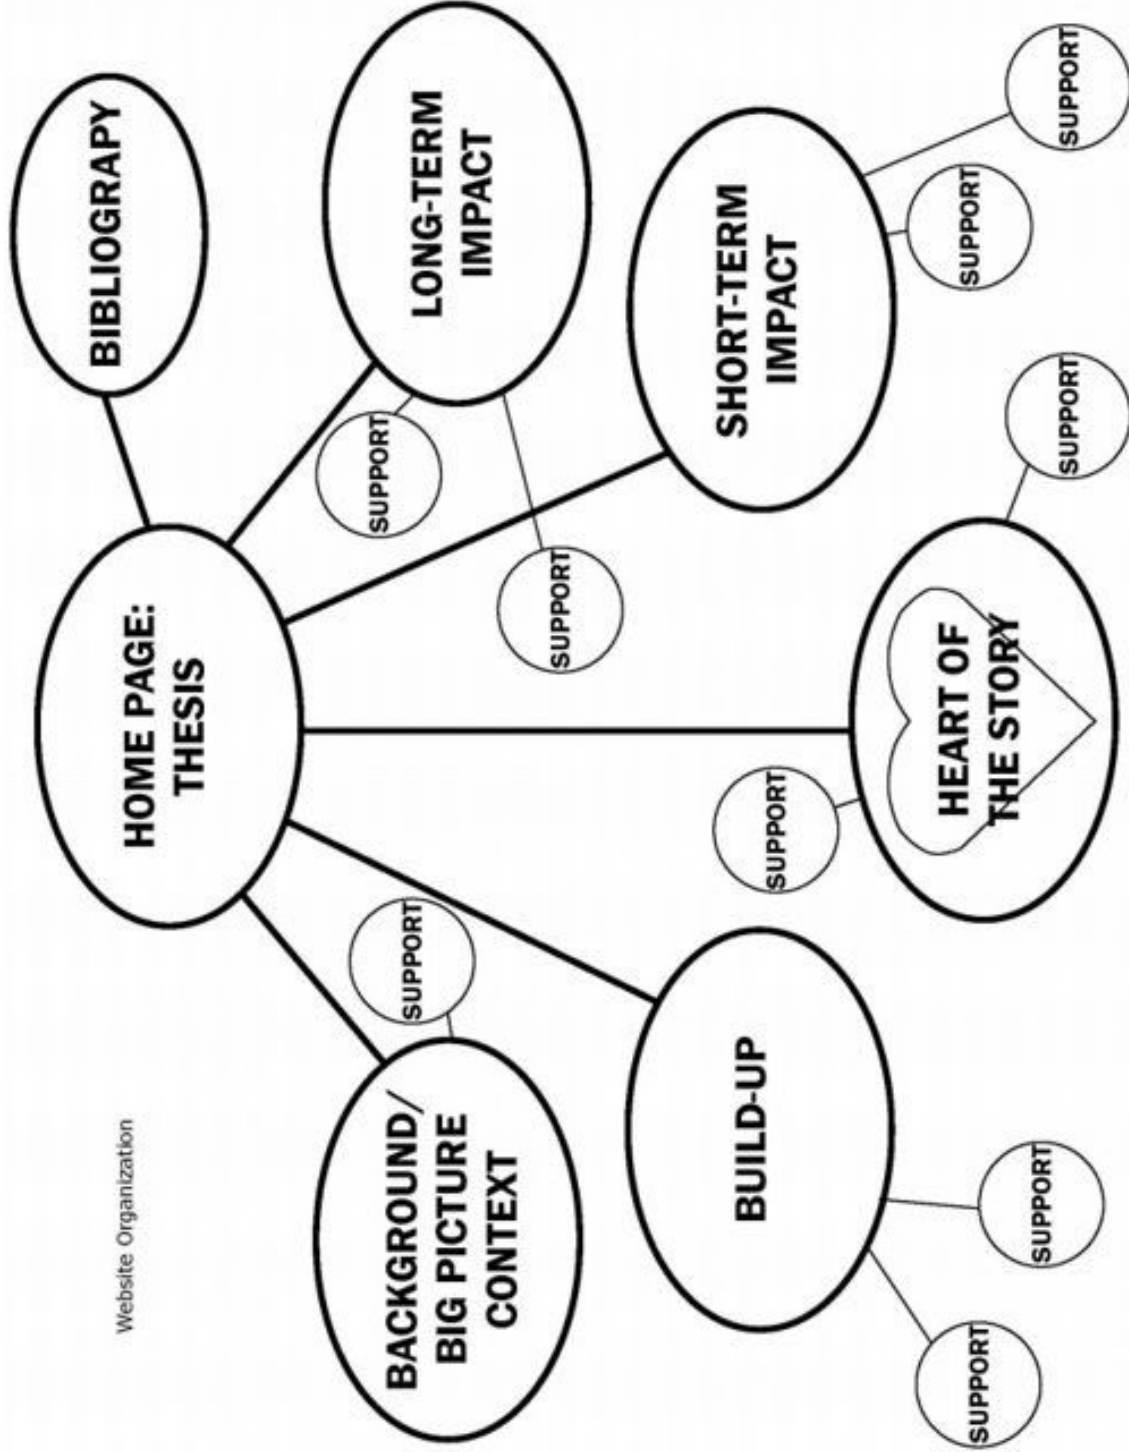 Website Organization
HOME PAGE:
THESIS
BIBLIOGRAPY
BACKGROUND/
BIG PICTURE
CONTEXT
SUPPORT
SUPPORT
LONG-TERM
IMPACT
SUPPORT
BUILD-UP
SUPPORT
SUPPORT
SHORT-TERM
IMPACT
SUPPORT
SUPPORT
SUPPORT
HEART OF
THE STORY
SUPPORT